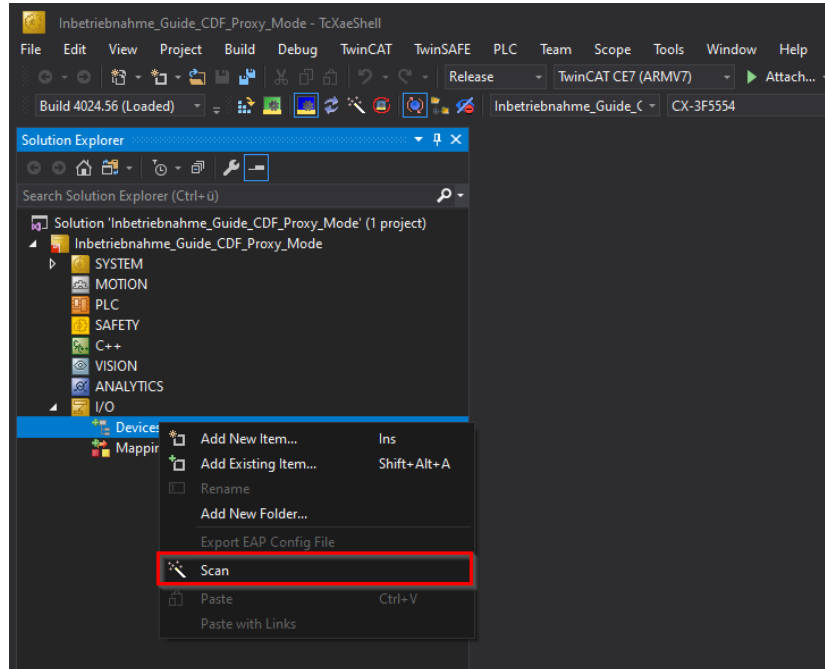 Inbetriebnahme_Guide_CDF_Proxy_Mode - TcXaeShell
File Edit View Project Build Debug TwinCAT TwinSAFE PLC Team Scope Tools Window Help
Release TwinCAT CE7 (ARMV7) Attach...
Build 4024.56 (Loaded) Inbetriebnahme_Guide_C CX-3F5554
Solution Explorer
Search Solution Explorer (Ctrl+ü)
Solution 'Inbetriebnahme_Guide_CDF_Proxy_Mode' (1 project)
Inbetriebnahme_Guide_CDF_Proxy_Mode
SYSTEM
MOTION
PLC
SAFETY
C++
VISION
ANALYTICS
I/O
Devices
Mappin
Add New Item... Ins
Add Existing Item... Shift+Alt+A
Rename
Add New Folder...
Export EAP Config File
Scan
Paste Ctrl+V
Paste with Links